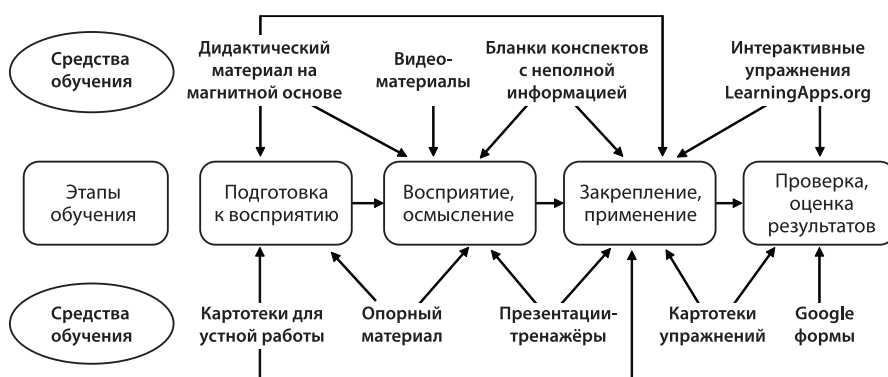 Средства
обучения
Дидактический
материал на
магнитной основе
Видео-
материалы
Бланки конспектов
с неполной
информацией
Интерактивные
упражнения
LearningApps.org
Этапы
обучения
Подготовка
к восприятию
Восприятие,
осмысление
Закрепление,
применение
Проверка,
оценка
результатов
Средства
обучения
Картотеки для
устной работы
Опорный
материал
Презентации-
тренажёры
Картотеки
упражнений
Google
формы